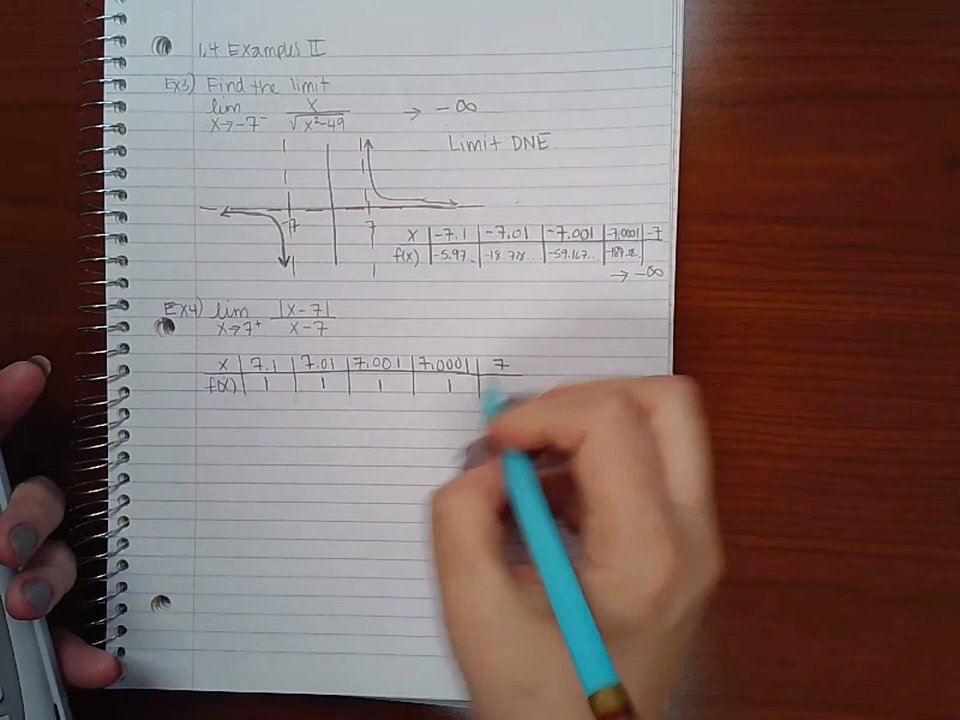 1.4 Examples II
Ex3) Find the limit
lim x→-7⁻ x/√(x²-49) → -∞
Limit DNE
-7 7
x | -7.1 | -7.01 | -7.001 | -7.0001 | -7
f(x) | -5.97.. | -18.728.. | -59.167.. | -187.08..
→ -∞
Ex4) lim x→7⁺ |x-7|/(x-7)
x | 7.1 | 7.01 | 7.001 | 7.0001 | 7
f(x) | 1 | 1 | 1 | 1